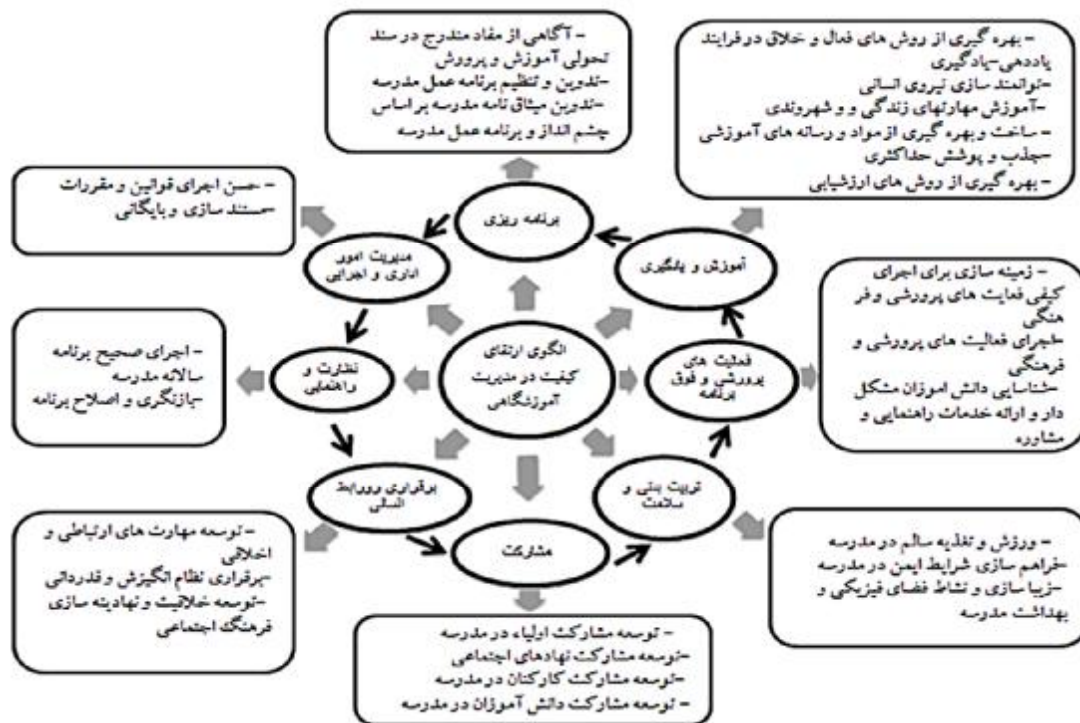 - آگاهی از مفاد مندرج در سند
تحولی آموزش و پرورش
-تدوین و تنظیم برنامه عمل مدرسه
-تدوین میثاق نامه مدرسه بر اساس
چشم انداز و برنامه عمل مدرسه
- بهره گیری از روش های فعال و خلاق در فرایند
یاددهی-یادگیری
-توانمند سازی نیروی انسانی
-آموزش مهارتهای زندگی و و شهروندی
- ساخت و بهره گیری از مواد و رسانه های آموزشی
-جذب و پوشش حداکثری
- بهره گیری از روش های ارزشیابی
- حسن اجرای قوانین و مقررات
-مستند سازی و بایگانی
برنامه ریزی
مدیریت امور
اداری و اجرایی
آموزش و یادگیری
- زمینه سازی برای اجرای
کیفی فعایت های پرورشی و فر
هنگی
-اجرای فعالیت های پرورشی و
فرهنگی
-شناسایی دانش اموزان مشکل
دار و ارائه خدمات راهنمایی و
مشاوره
الگوی ارتقای
کیفیت در مدیریت
آموزشگاهی
فعالیت های
پرورشی و فوق
برنامه
نظارت و
راهنمایی
- اجرای صحیح برنامه
سالانه مدرسه
-بازنگری و اصلاح برنامه
برقراری وروابط
انسانی
تربیت بدنی و
سلامت
مشارکت
- توسعه مهارت های ارتباطی و
اخلاقی
-برقراری نظام انگیزش و قدردانی
- توسعه خلاقیت و نهادینه سازی
فرهنگ اجتماعی
- ورزش و تغذیه سالم در مدرسه
-فراهم سازی شرایط ایمن در مدرسه
-زیبا سازی و نشاط فضای فیزیکی و
بهداشت مدرسه
- توسعه مشارکت اولیاء در مدرسه
-توسعه مشارکت نهادهای اجتماعی
-توسعه مشارکت کارکنان در مدرسه
- توسعه مشارکت دانش آموزان در مدرسه